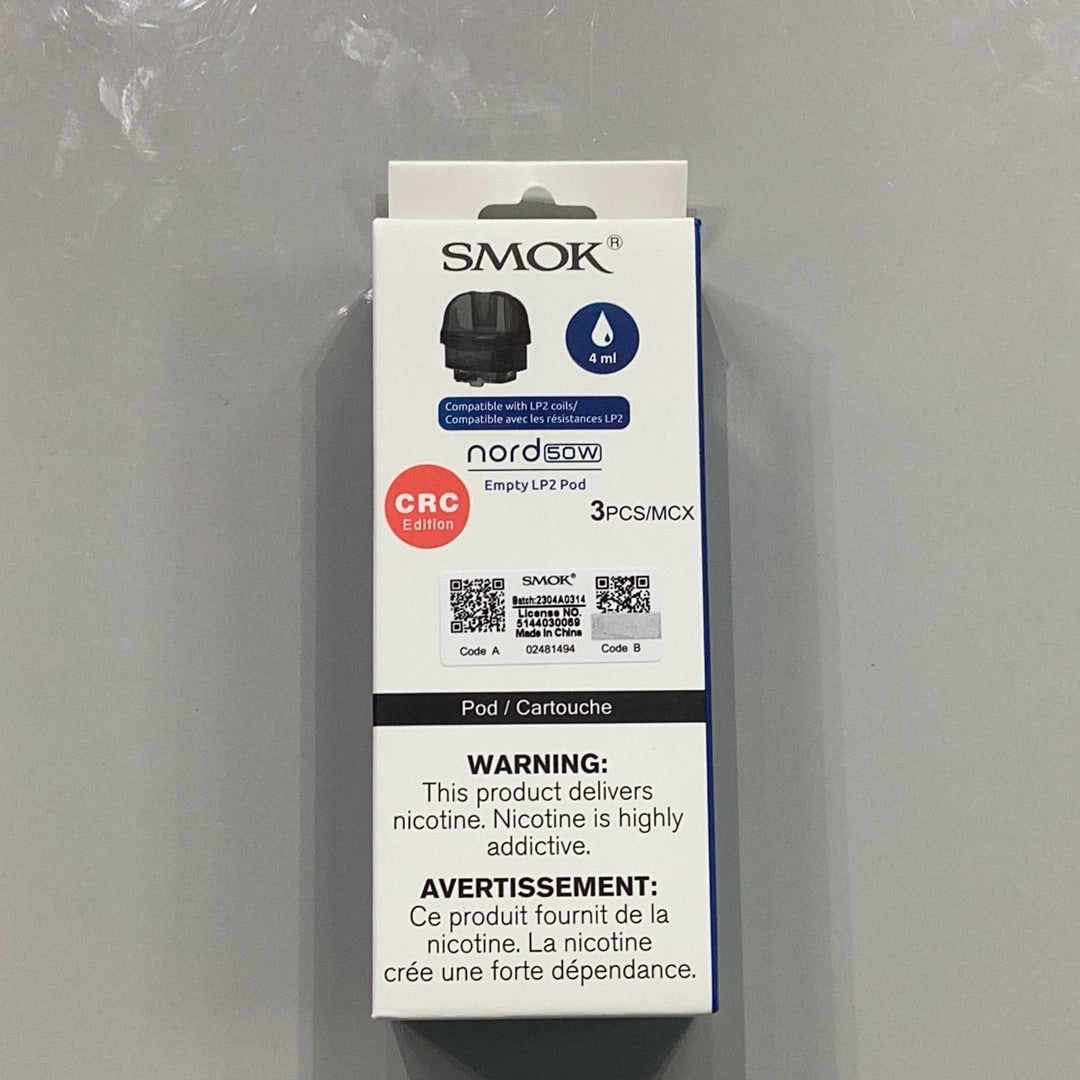 SMOK®
4 ml
Compatible with LP2 coils/
Compatible avec les résistances LP2
nord 50W
Empty LP2 Pod
CRC
Edition
3PCS/MCX
SMOK®
Batch:2304A0314
License NO.
5144030069
Made In China
Code A
02481494
Code B
Pod / Cartouche
WARNING:
This product delivers
nicotine. Nicotine is highly
addictive.
AVERTISSEMENT:
Ce produit fournit de la
nicotine. La nicotine
crée une forte dépendance.